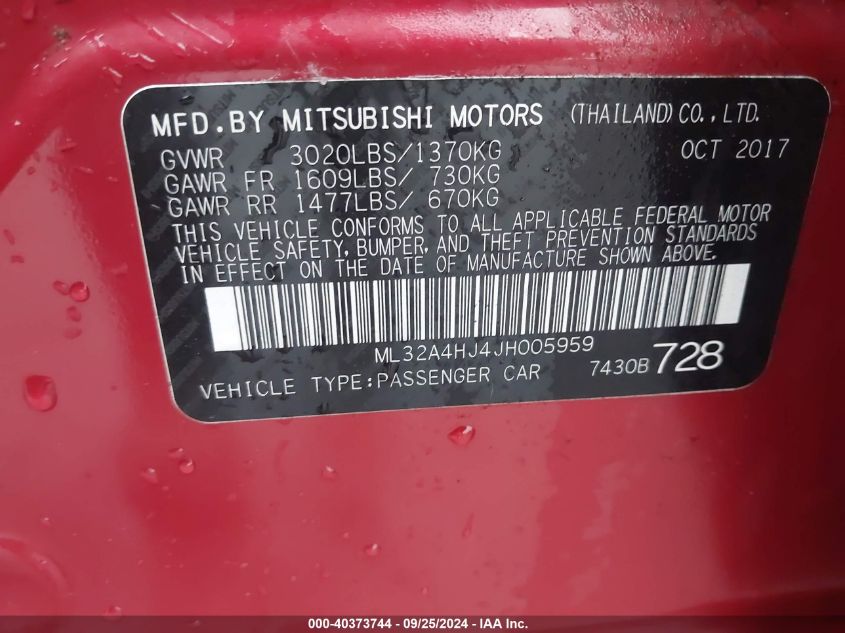 MFD. BY MITSUBISHI MOTORS (THAILAND) CO., LTD.
GVWR 3020LBS/1370KG OCT 2017
GAWR FR 1609LBS/ 730KG
GAWR RR 1477LBS/ 670KG
THIS VEHICLE CONFORMS TO ALL APPLICABLE FEDERAL MOTOR
VEHICLE SAFETY, BUMPER, AND THEFT PREVENTION STANDARDS
IN EFFECT ON THE DATE OF MANUFACTURE SHOWN ABOVE.
ML32A4HJ4JH005959
VEHICLE TYPE:PASSENGER CAR 7430B 728
000-40373744 — 09/25/2024 — IAA Inc.